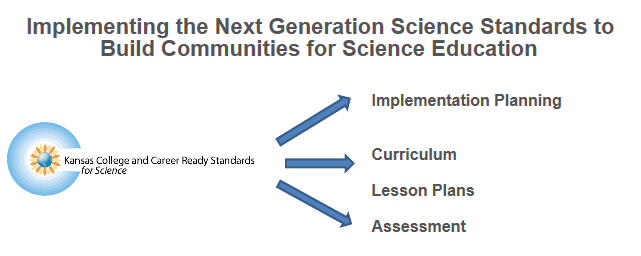 Implementing the Next Generation Science Standards to
Build Communities for Science Education
Implementation Planning
Kansas College and Career Ready Standards
for Science
Curriculum
Lesson Plans
Assessment